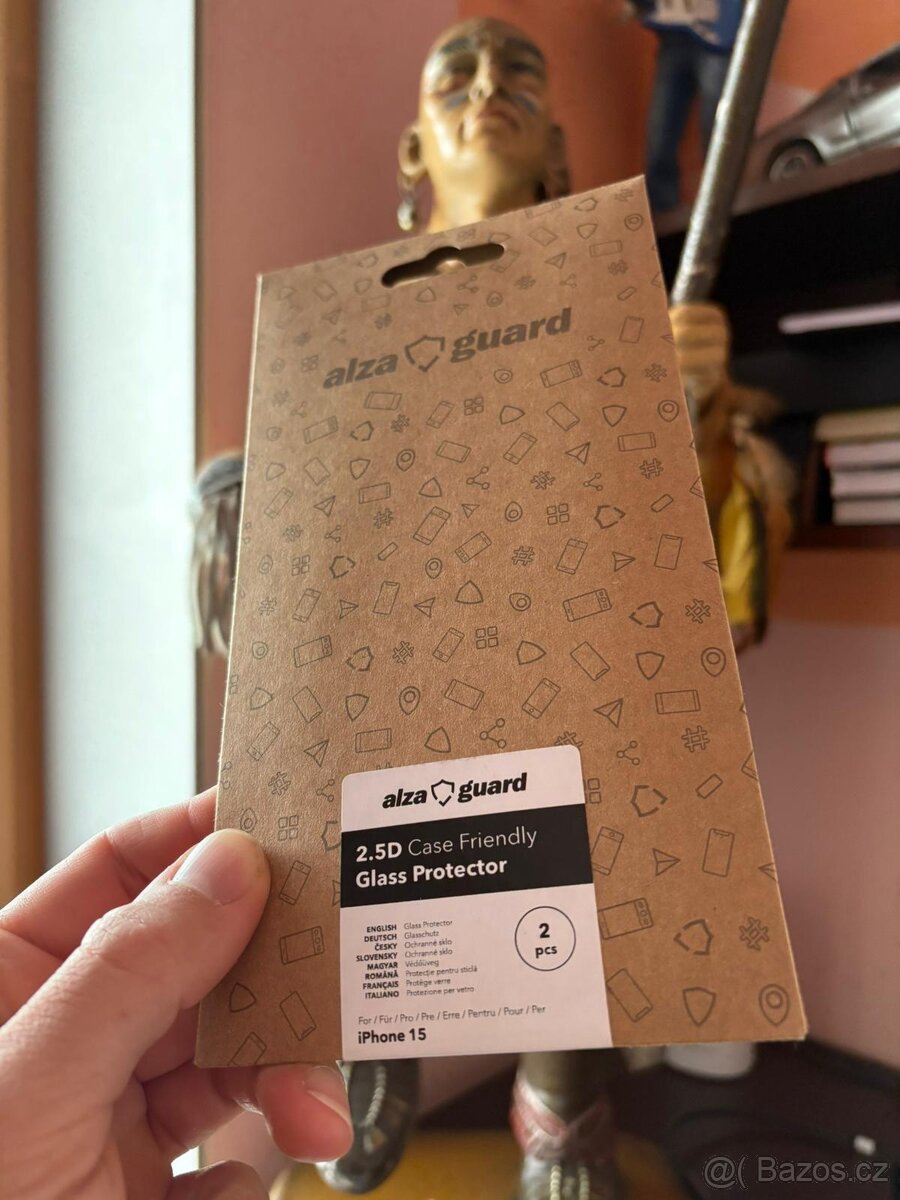 alza guard
alza guard
2.5D Case Friendly
Glass Protector
ENGLISH Glass Protector
DEUTSCH Glasschutz
ČESKY Ochranné sklo
SLOVENSKY Ochranné sklo
MAGYAR Védőüveg
ROMÂNĂ Protecție pentru sticlă
FRANÇAIS Protège verre
ITALIANO Protezione per vetro
2
pcs
For / Für / Pro / Pre / Erre / Pentru / Pour / Per
iPhone 15
@( Bazos.cz